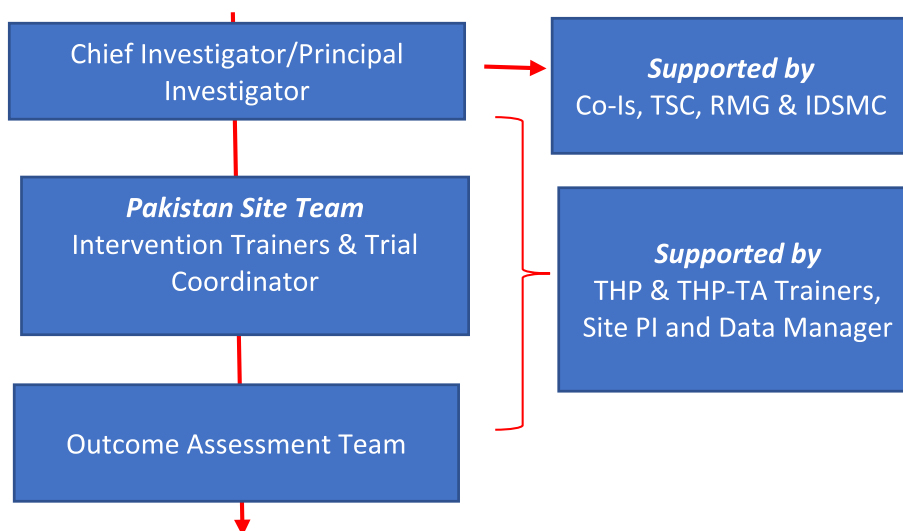 Chief Investigator/Principal
Investigator
Supported by
Co-Is, TSC, RMG & IDSMC
Pakistan Site Team
Intervention Trainers & Trial
Coordinator
Supported by
THP & THP-TA Trainers,
Site PI and Data Manager
Outcome Assessment Team